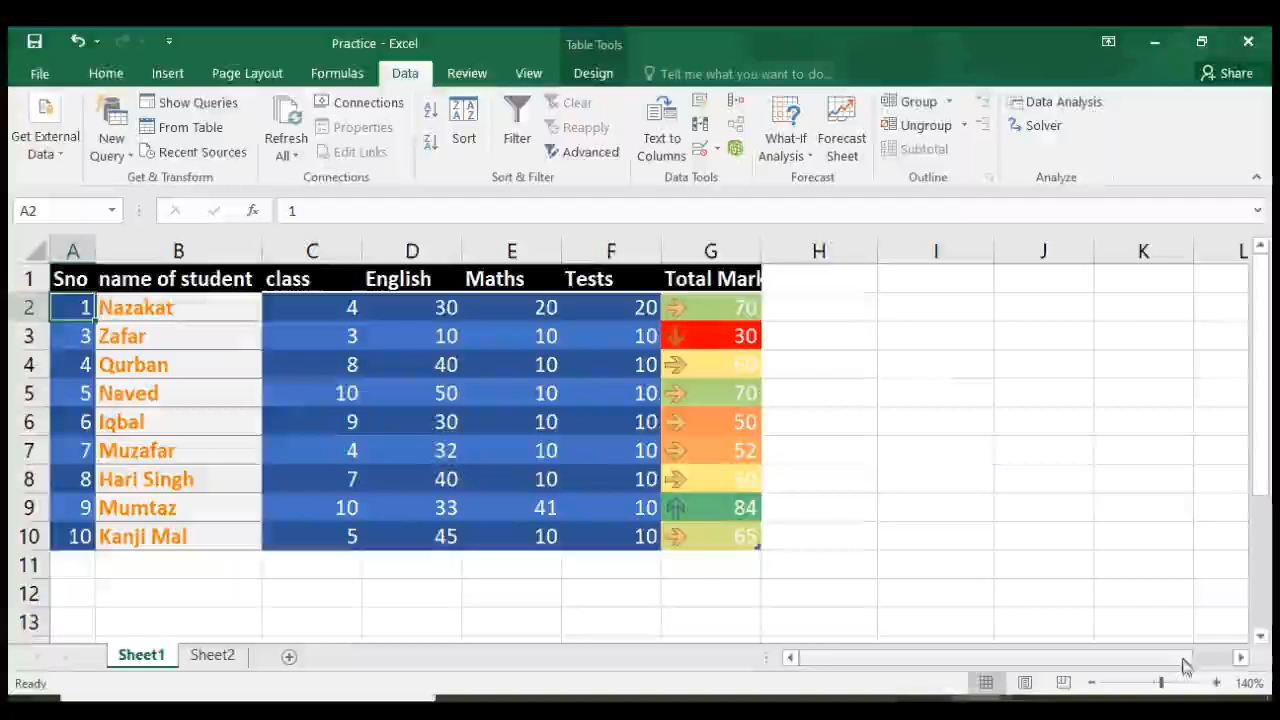 Practice - Excel
Table Tools
File Home Insert Page Layout Formulas Data Review View Design Tell me what you want to do... Share
Get External Data
New Query
Show Queries
From Table
Recent Sources
Get & Transform
Refresh All
Connections
Properties
Edit Links
Connections
Sort
Filter
Clear
Reapply
Advanced
Sort & Filter
Text to Columns
Data Tools
What-If Analysis
Forecast Sheet
Forecast
Group
Ungroup
Subtotal
Outline
Data Analysis
Solver
Analyze
A2 fx 1
A B C D E F G H I J K L
1 Sno name of student class English Maths Tests Total Mark
2 1 Nazakat 4 30 20 20 70
3 3 Zafar 3 10 10 10 30
4 4 Qurban 8 40 10 10 60
5 5 Naved 10 50 10 10 70
6 6 Iqbal 9 30 10 10 50
7 7 Muzafar 4 32 10 10 52
8 8 Hari Singh 7 40 10 10 60
9 9 Mumtaz 10 33 41 10 84
10 10 Kanji Mal 5 45 10 10 65
11
12
13
Sheet1 Sheet2
Ready 140%